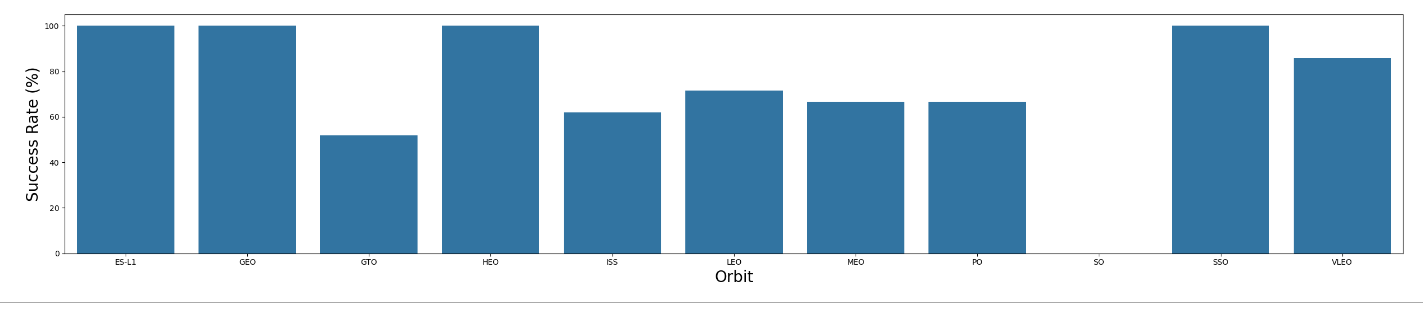 100
80
60
40
20
0
Success Rate (%)
ES-L1 GEO GTO HEO ISS LEO MEO PO SO SSO VLEO
Orbit